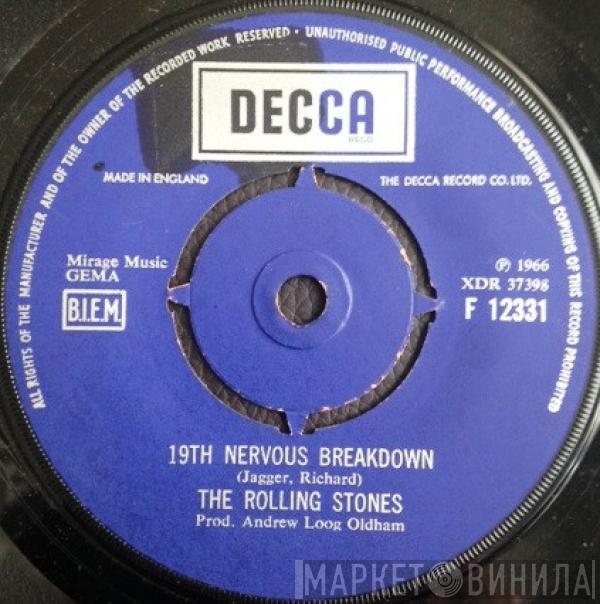 ALL RIGHTS OF THE MANUFACTURER AND OF THE OWNER OF THE RECORDED WORK RESERVED · UNAUTHORISED PUBLIC PERFORMANCE BROADCASTING AND COPYING OF THIS RECORD PROHIBITED
DECCA
REGD
MADE IN ENGLAND
THE DECCA RECORD CO. LTD.
Mirage Music
GEMA
B.I.E.M.
℗ 1966
XDR 37398
F 12331
19TH NERVOUS BREAKDOWN
(Jagger, Richard)
THE ROLLING STONES
Prod. Andrew Loog Oldham
МАРКЕТ ВИНИЛА